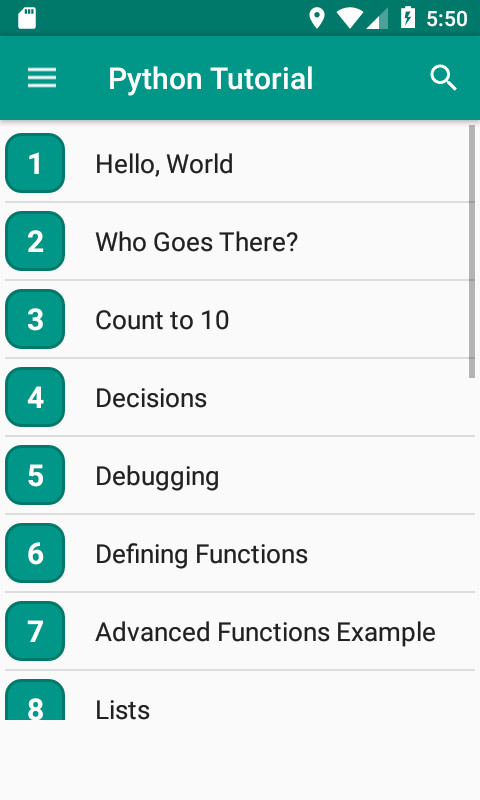 5:50
Python Tutorial
1 Hello, World
2 Who Goes There?
3 Count to 10
4 Decisions
5 Debugging
6 Defining Functions
7 Advanced Functions Example
8 Lists